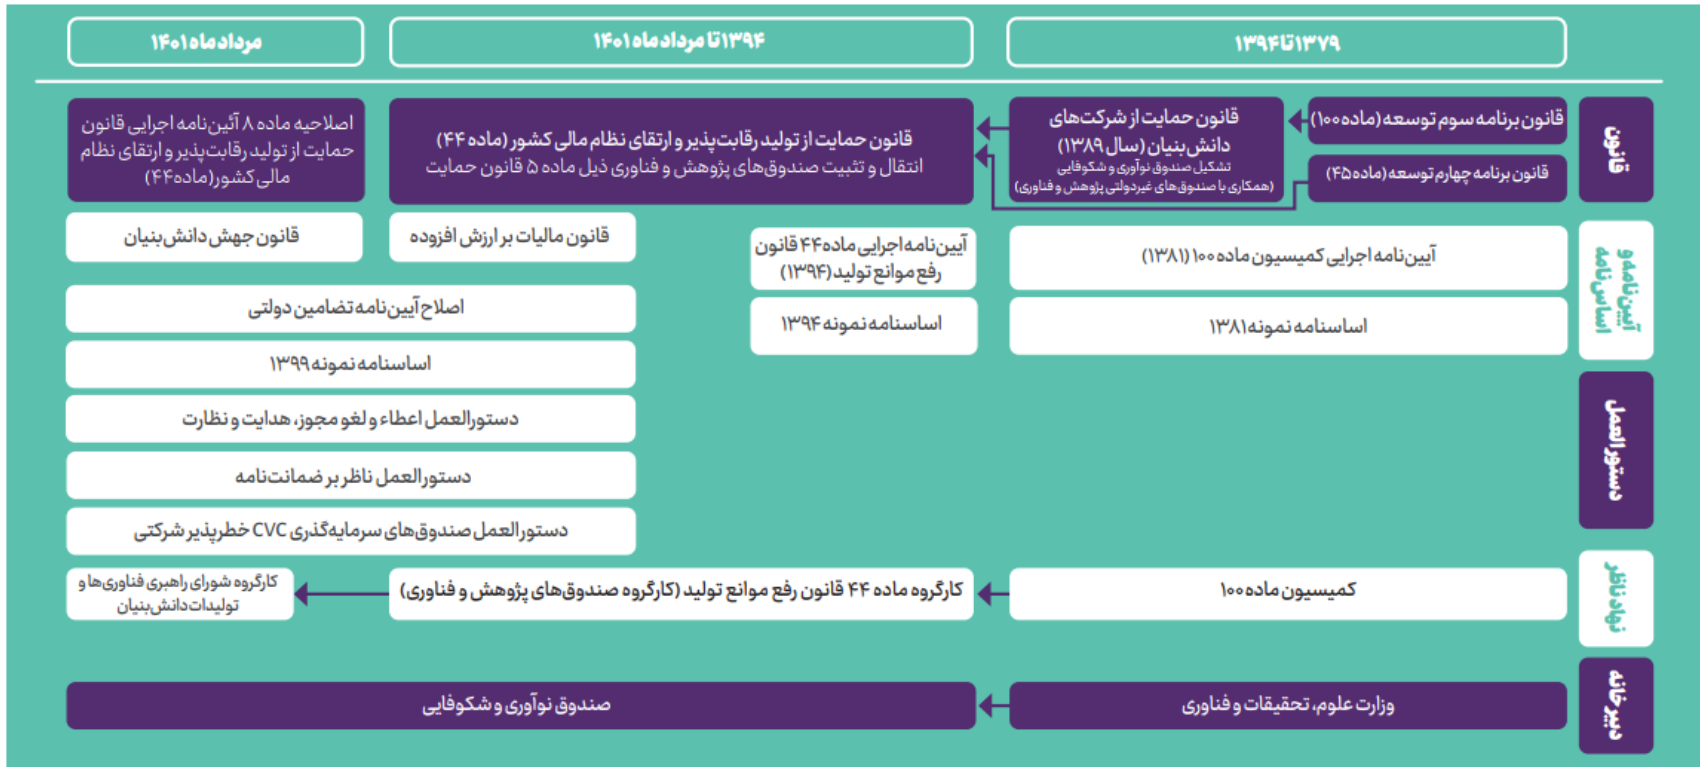 ۱۳۷۹ تا ۱۳۹۴
۱۳۹۴ تا مردادماه ۱۴۰۱
مردادماه ۱۴۰۱
قانون
قانون برنامه سوم توسعه (ماده ۱۰۰)
قانون برنامه چهارم توسعه (ماده ۴۵)
قانون حمایت از شرکت‌های
دانش‌بنیان (سال ۱۳۸۹)
تشکیل صندوق نوآوری و شکوفایی
(همکاری با صندوق‌های غیردولتی پژوهش و فناوری)
قانون حمایت از تولید رقابت‌پذیر و ارتقای نظام مالی کشور (ماده ۴۴)
انتقال و تثبیت صندوق‌های پژوهش و فناوری ذیل ماده ۵ قانون حمایت
اصلاحیه ماده ۸ آئین‌نامه اجرایی قانون
حمایت از تولید رقابت‌پذیر و ارتقای نظام
مالی کشور (ماده ۴۴)
آیین‌نامه و
اساس‌نامه
آیین‌نامه اجرایی کمیسیون ماده ۱۰۰ (۱۳۸۱)
آیین‌نامه اجرایی ماده ۴۴ قانون
رفع موانع تولید (۱۳۹۴)
قانون مالیات بر ارزش افزوده
قانون جهش دانش‌بنیان
اساسنامه نمونه ۱۳۸۱
اساسنامه نمونه ۱۳۹۴
اصلاح آیین‌نامه تضامین دولتی
اساسنامه نمونه ۱۳۹۹
دستورالعمل
دستورالعمل اعطاء و لغو مجوز، هدایت و نظارت
دستورالعمل ناظر بر ضمانت‌نامه
دستورالعمل صندوق‌های سرمایه‌گذری CVC خطرپذیر شرکتی
نهاد ناظر
کمیسیون ماده ۱۰۰
کارگروه ماده ۴۴ قانون رفع موانع تولید (کارگروه صندوق‌های پژوهش و فناوری)
کارگروه شورای راهبری فناوری‌ها و
تولیدات دانش‌بنیان
دبیرخانه
وزارت علوم، تحقیقات و فناوری
صندوق نوآوری و شکوفایی